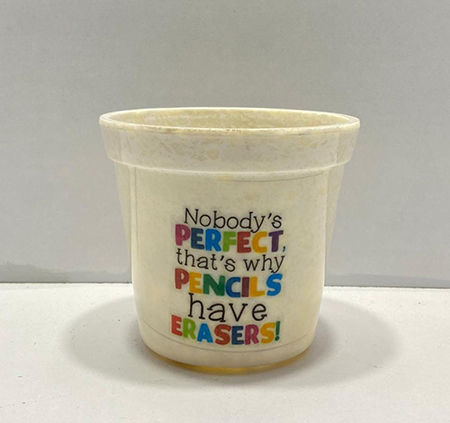 Nobody's
PERFECT,
that's why
PENCILS
have
ERASERS!